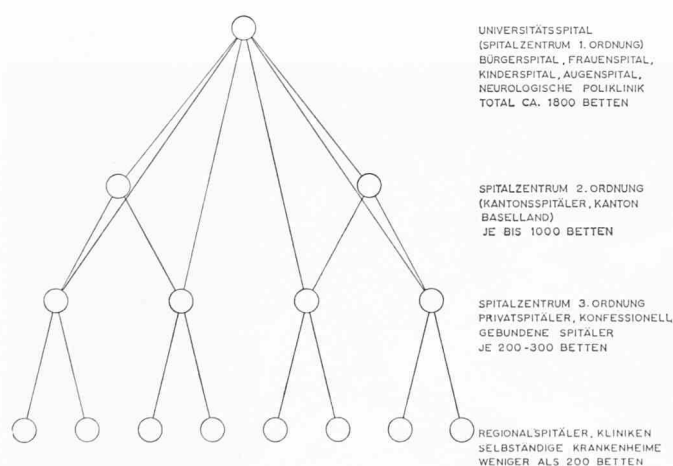 UNIVERSITÄTSSPITAL
(SPITALZENTRUM 1. ORDNUNG)
BÜRGERSPITAL, FRAUENSPITAL,
KINDERSPITAL, AUGENSPITAL,
NEUROLOGISCHE POLIKLINIK
TOTAL CA. 1800 BETTEN
SPITALZENTRUM 2. ORDNUNG
(KANTONSSPITÄLER, KANTON
BASELLAND)
JE BIS 1000 BETTEN
SPITALZENTRUM 3. ORDNUNG
PRIVATSPITÄLER, KONFESSIONELL
GEBUNDENE SPITÄLER
JE 200-300 BETTEN
REGIONALSPITÄLER, KLINIKEN
SELBSTÄNDIGE KRANKENHEIME
WENIGER ALS 200 BETTEN